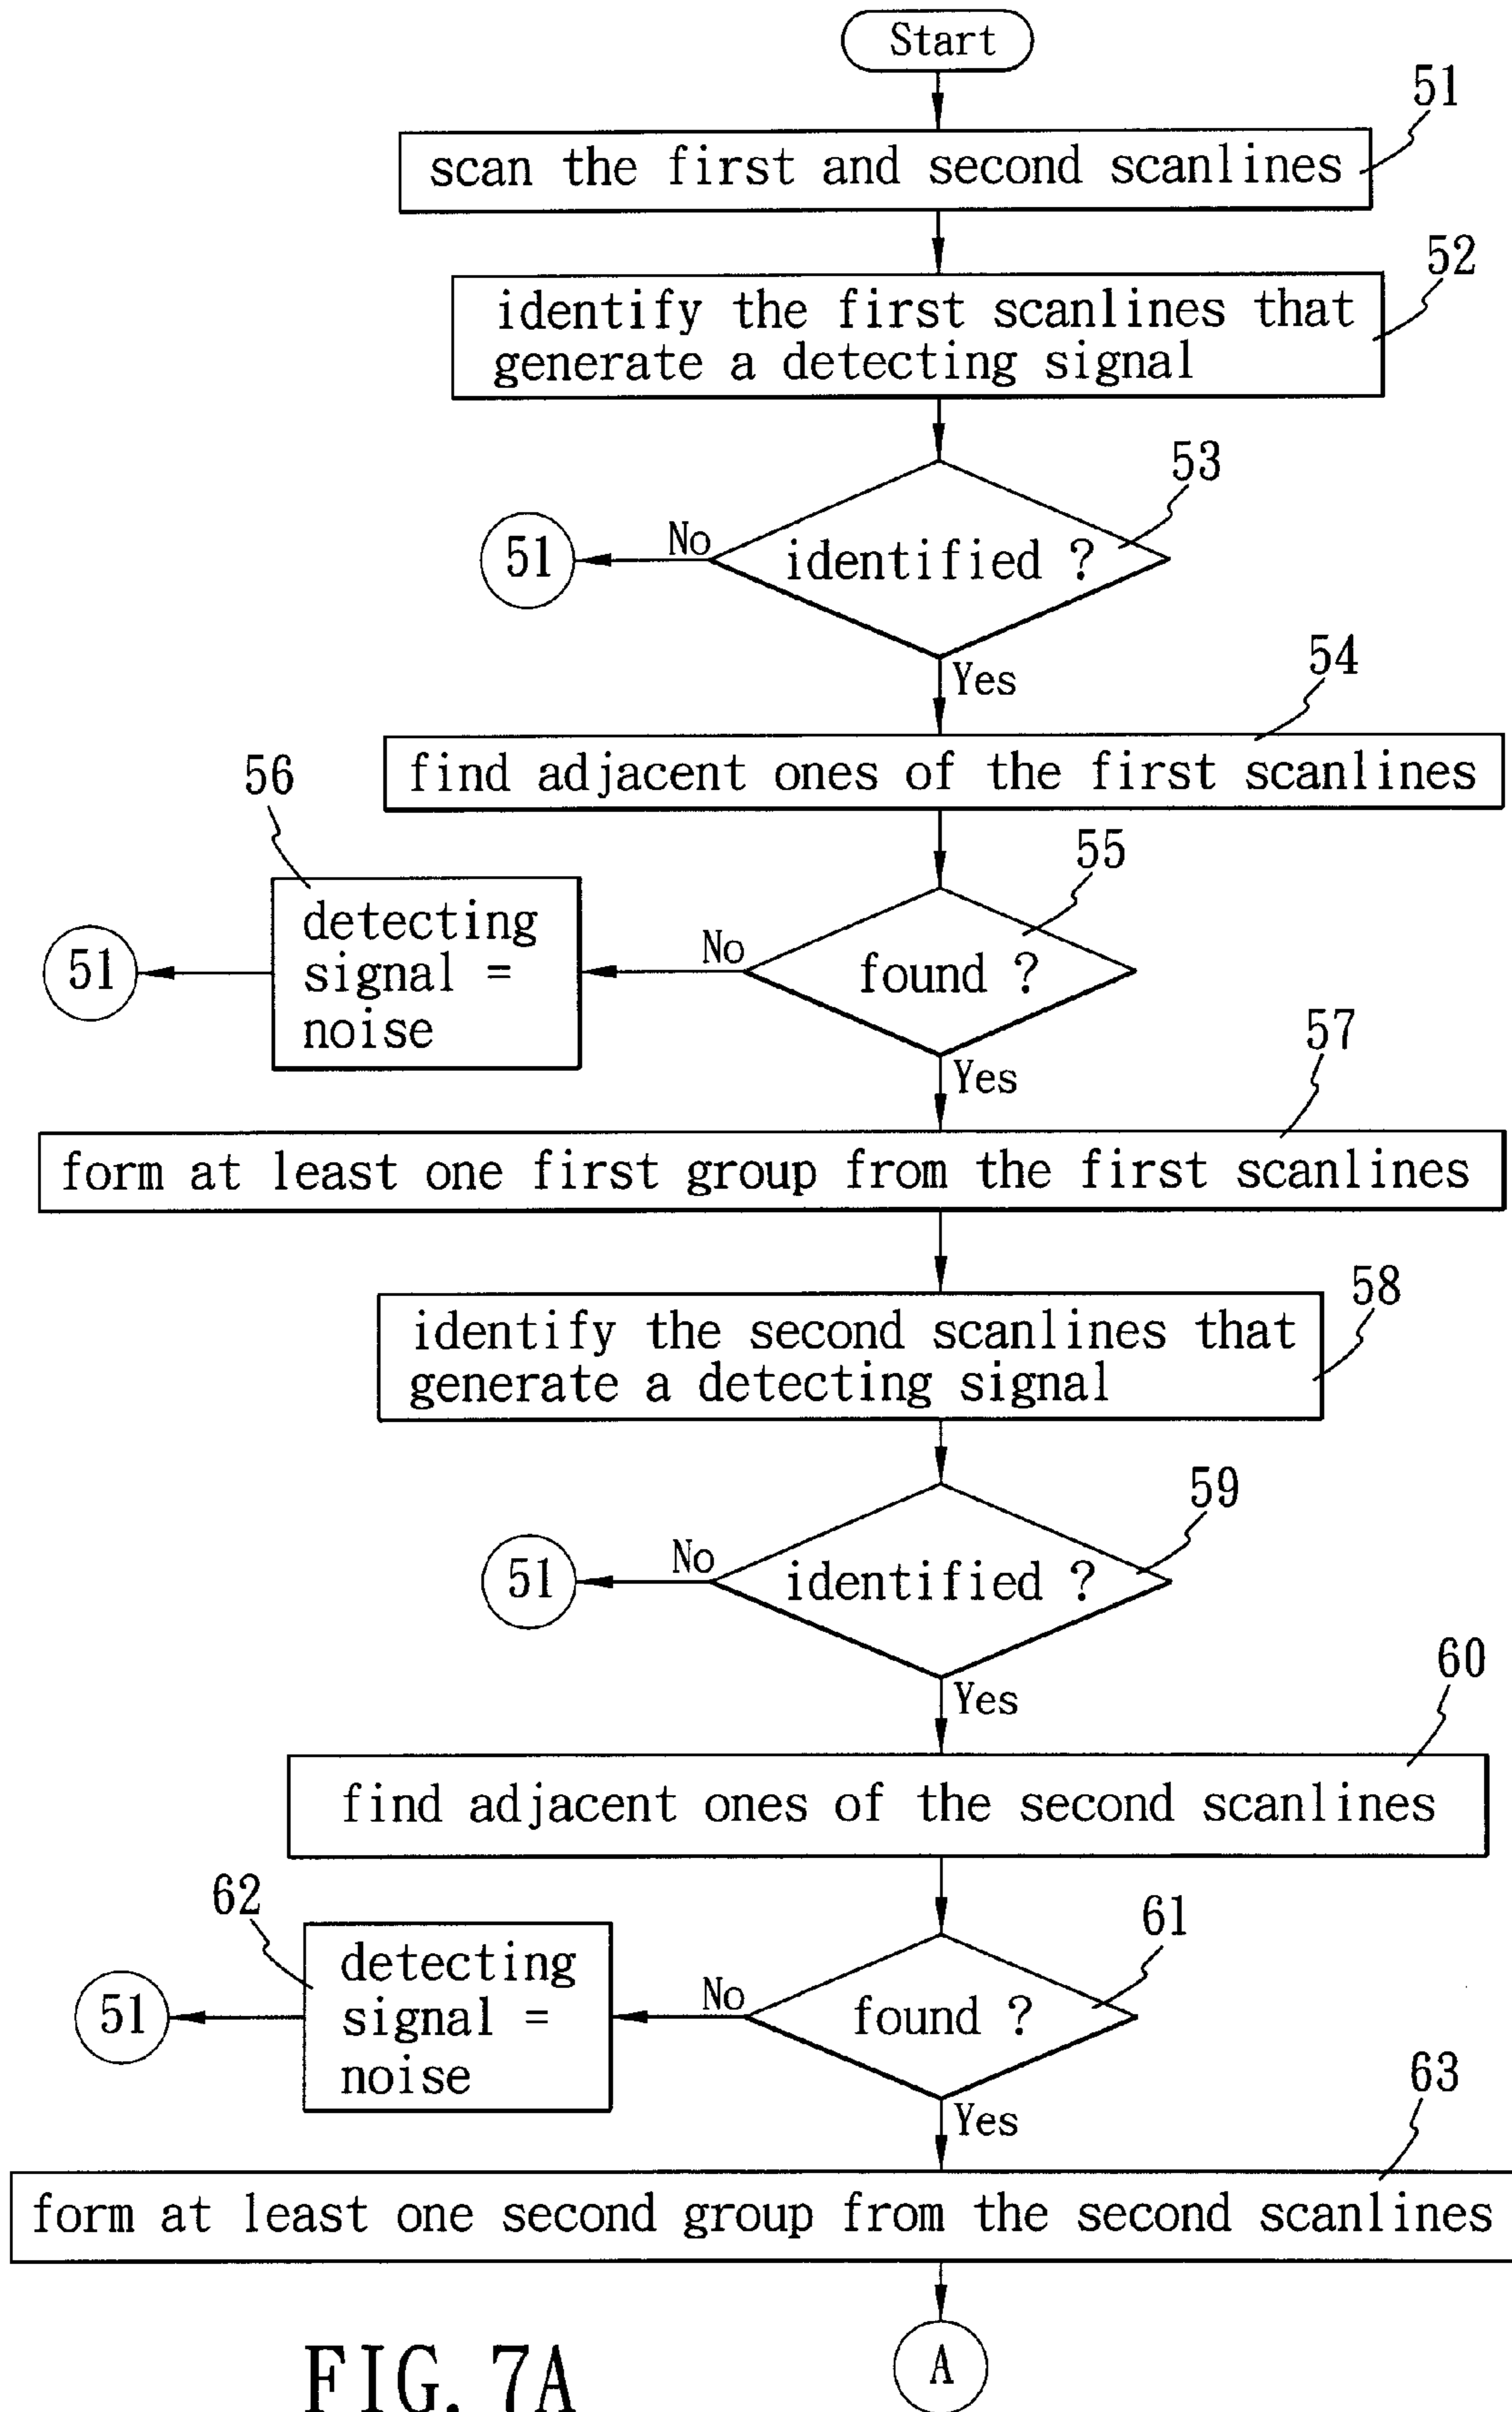 Start
51
scan the first and second scanlines
52
identify the first scanlines that
generate a detecting signal
53
51
No
identified ?
Yes
54
find adjacent ones of the first scanlines
56
55
51
detecting
signal =
noise
No
found ?
Yes
57
form at least one first group from the first scanlines
58
identify the second scanlines that
generate a detecting signal
59
51
No
identified ?
Yes
60
find adjacent ones of the second scanlines
62
61
51
detecting
signal =
noise
No
found ?
Yes
63
form at least one second group from the second scanlines
A
FIG. 7A